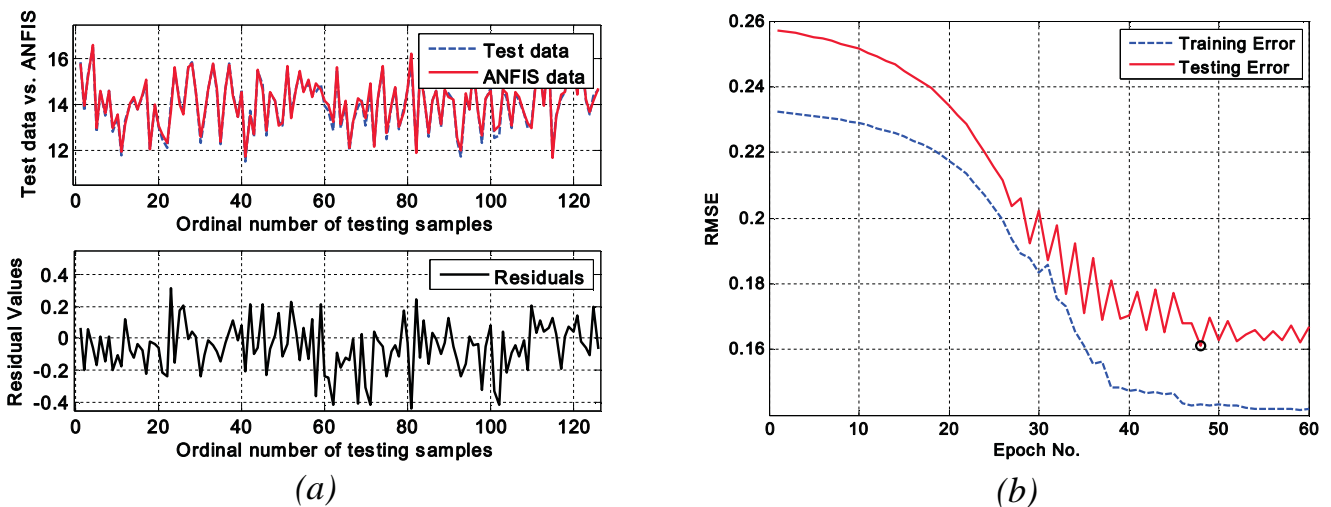 Test data vs. ANFIS
16
14
12
Test data
ANFIS data
0 20 40 60 80 100 120
Ordinal number of testing samples
Residual Values
0.4
0.2
0
-0.2
-0.4
Residuals
0 20 40 60 80 100 120
Ordinal number of testing samples
(a)
RMSE
0.26
0.24
0.22
0.2
0.18
0.16
Training Error
Testing Error
0 10 20 30 40 50 60
Epoch No.
(b)